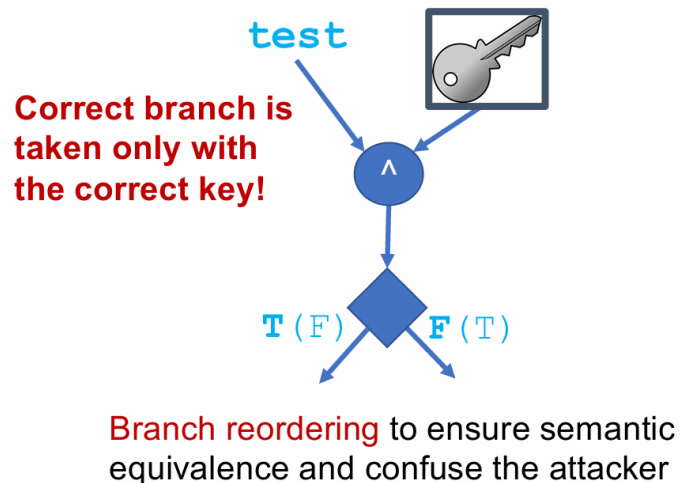 test
Correct branch is
taken only with
the correct key!
^
T(F) F(T)
Branch reordering to ensure semantic
equivalence and confuse the attacker